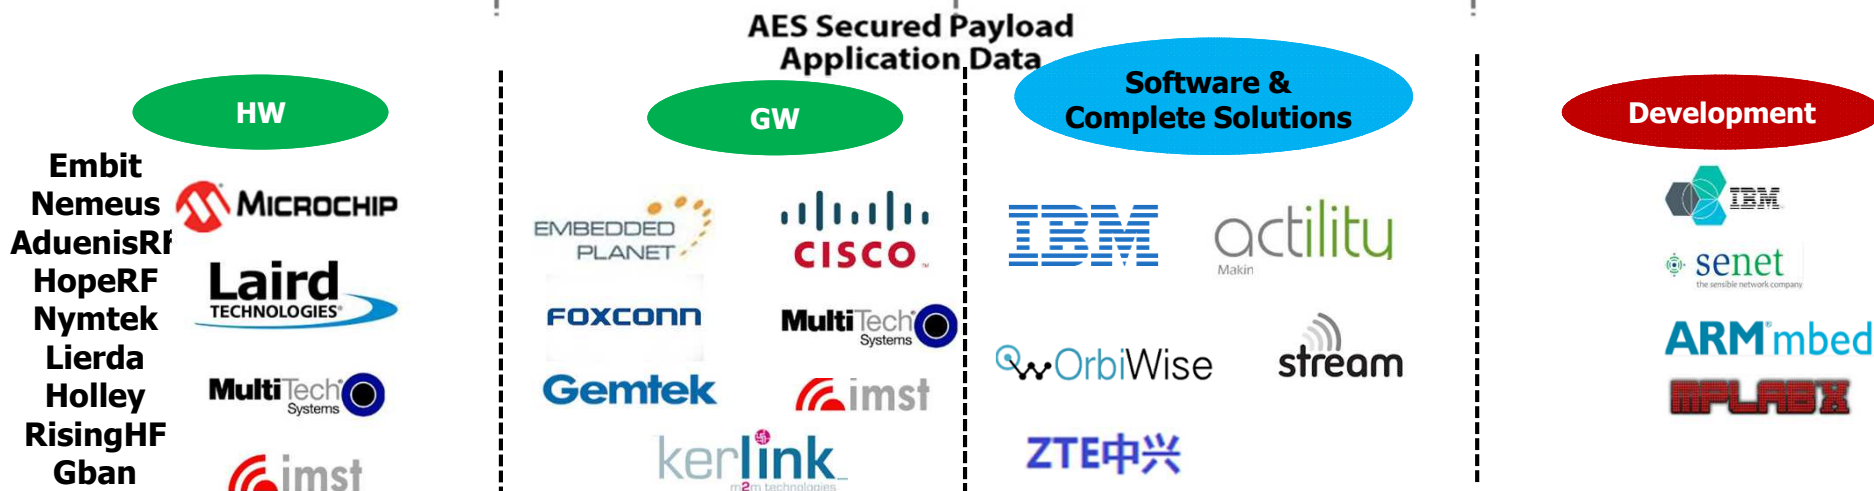 AES Secured Payload
Application Data
HW
GW
Software &
Complete Solutions
Development
Embit
Nemeus
AduenisRF
HopeRF
Nymtek
Lierda
Holley
RisingHF
Gban
MICROCHIP
Laird
TECHNOLOGIES®
MultiTech®
Systems
imst
EMBEDDED
PLANET
CISCO™
FOXCONN
MultiTech®
Systems
Gemtek
imst
kerlink
m2m technologies
IBM
actility
Makin
OrbiWise
stream
ZTE中兴
IBM
senet
the sensible network company
ARM®mbed
MPLAB X